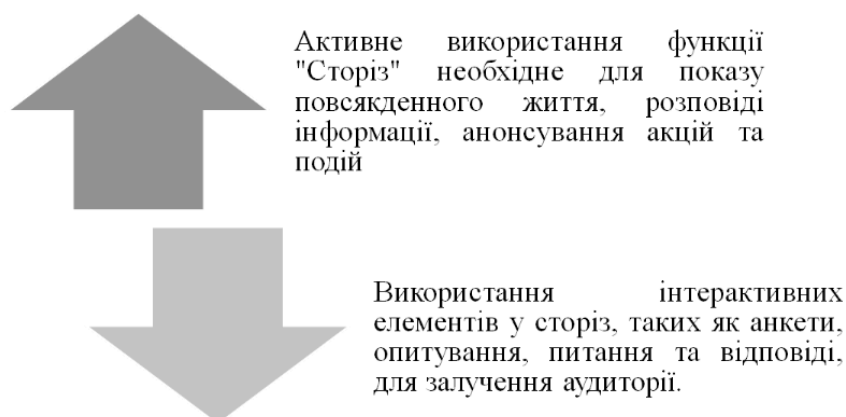 Активне використання функції
"Сторіз" необхідне для показу
повсякденного життя, розповіді
інформації, анонсування акцій та
подій
Використання інтерактивних
елементів у сторіз, таких як анкети,
опитування, питання та відповіді,
для залучення аудиторії.